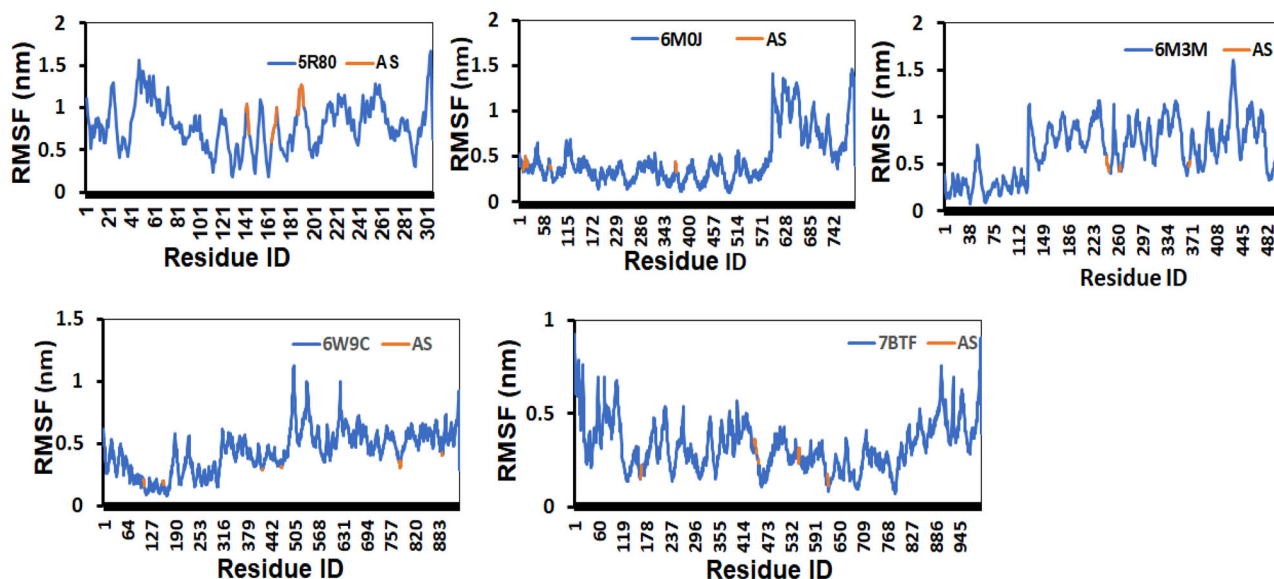 RMSF (nm)
2
1.5
1
0.5
0
5R80 AS
1 21 41 61 81 101 121 141 161 181 201 221 241 261 281 301
Residue ID
RMSF (nm)
2
1.5
1
0.5
0
6M0J AS
1 58 115 172 229 286 343 400 457 514 571 628 685 742
Residue ID
RMSF (nm)
2
1.5
1
0.5
0
6M3M AS
1 38 75 112 149 186 223 260 297 334 371 408 445 482
Residue ID
RMSF (nm)
1.5
1
0.5
0
6W9C AS
1 64 127 190 253 316 379 442 505 568 631 694 757 820 883
Residue ID
RMSF (nm)
1
0.5
0
7BTF AS
1 60 119 178 237 296 355 414 473 532 591 650 709 768 827 886 945
Residue ID